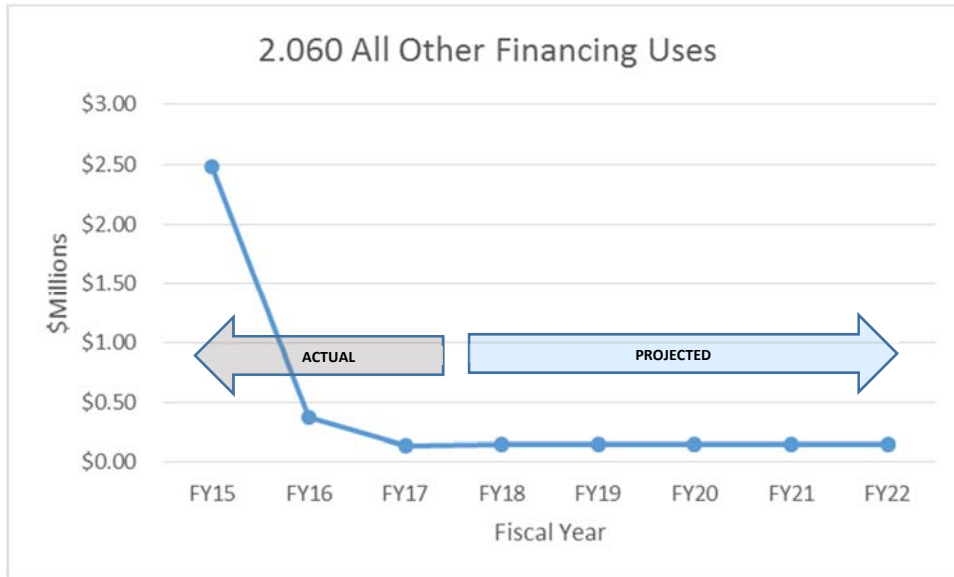 2.060 All Other Financing Uses
$3.00
$2.50
$2.00
$1.50
$1.00
$0.50
$0.00
$Millions
ACTUAL
PROJECTED
FY15 FY16 FY17 FY18 FY19 FY20 FY21 FY22
Fiscal Year